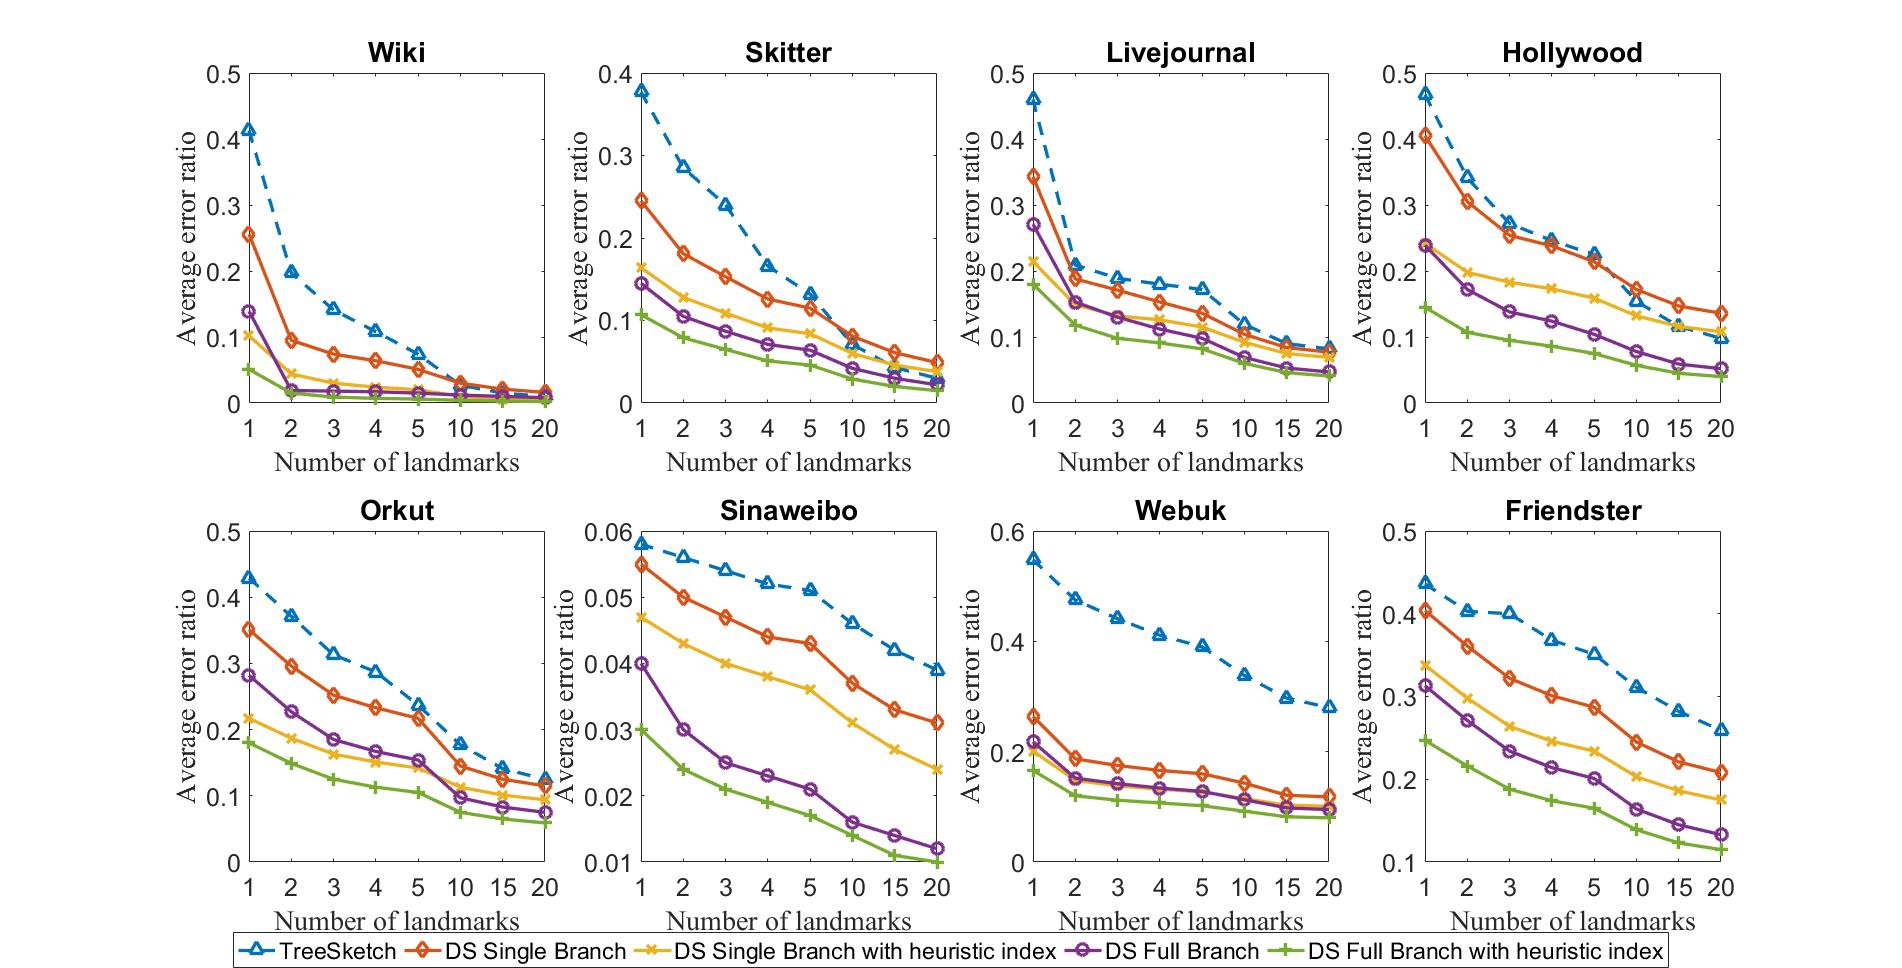 Wiki
0.5
0.4
0.3
0.2
0.1
0
1 2 3 4 5 10 15 20
Average error ratio
Number of landmarks
Skitter
0.4
0.3
0.2
0.1
0
1 2 3 4 5 10 15 20
Average error ratio
Number of landmarks
Livejournal
0.5
0.4
0.3
0.2
0.1
0
1 2 3 4 5 10 15 20
Average error ratio
Number of landmarks
Hollywood
0.5
0.4
0.3
0.2
0.1
0
1 2 3 4 5 10 15 20
Average error ratio
Number of landmarks
Orkut
0.5
0.4
0.3
0.2
0.1
0
1 2 3 4 5 10 15 20
Average error ratio
Number of landmarks
Sinaweibo
0.06
0.05
0.04
0.03
0.02
0.01
1 2 3 4 5 10 15 20
Average error ratio
Number of landmarks
Webuk
0.6
0.4
0.2
0
1 2 3 4 5 10 15 20
Average error ratio
Number of landmarks
Friendster
0.5
0.4
0.3
0.2
0.1
1 2 3 4 5 10 15 20
Average error ratio
Number of landmarks
TreeSketch DS Single Branch DS Single Branch with heuristic index DS Full Branch DS Full Branch with heuristic index